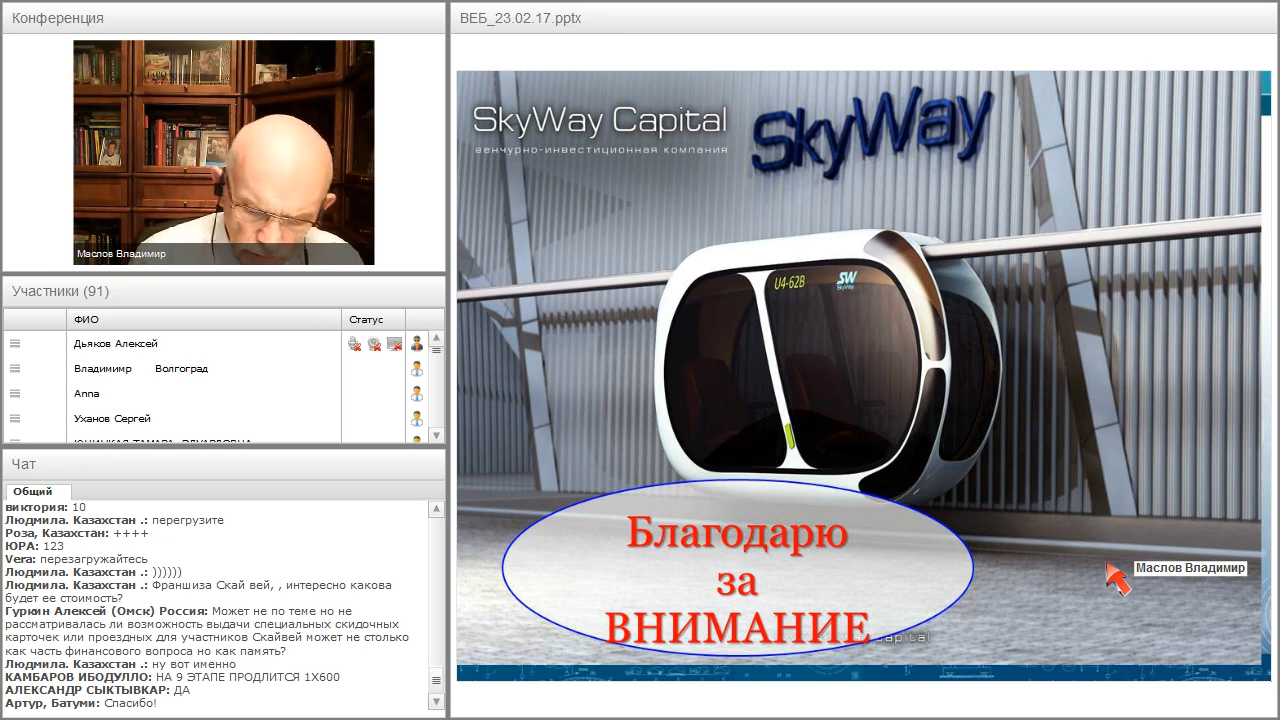 Конференция
Маслов Владимир
Участники (91)
ФИО
Статус
Дьяков Алексей
Владимир Волгоград
Anna
Уханов Сергей
Чат
Общий
виктория: 10
Людмила. Казахстан .: перегрузите
Роза, Казахстан: ++++
ЮРА: 123
Vera: перезагружайтесь
Людмила. Казахстан .: ))))))
Людмила. Казахстан .: Франшиза Скай вей, , интересно какова
будет ее стоимость?
Гуркин Алексей (Омск) Россия: Может не по теме но не
рассматривался ли возможность выдачи специальных скидочных
карточек или проездных для участников Скайвей может не столько
как часть финансового вопроса а как память?
Людмила. Казахстан .: ну вот именно
КАМБАРОВ ИБОДУЛЛО: НА 9 ЭТАПЕ ПРОДЛИТСЯ 1Х600
АЛЕКСАНДР СЫКТЫВКАР: ДА
Артур, Батуми: Спасибо!
ВЕБ_23.02.17.pptx
SkyWay Capital
венчурно-инвестиционная компания
SkyWay
U4-62B
SW
SkyWay
Благодарю
за
ВНИМАНИЕ
capital
Маслов Владимир